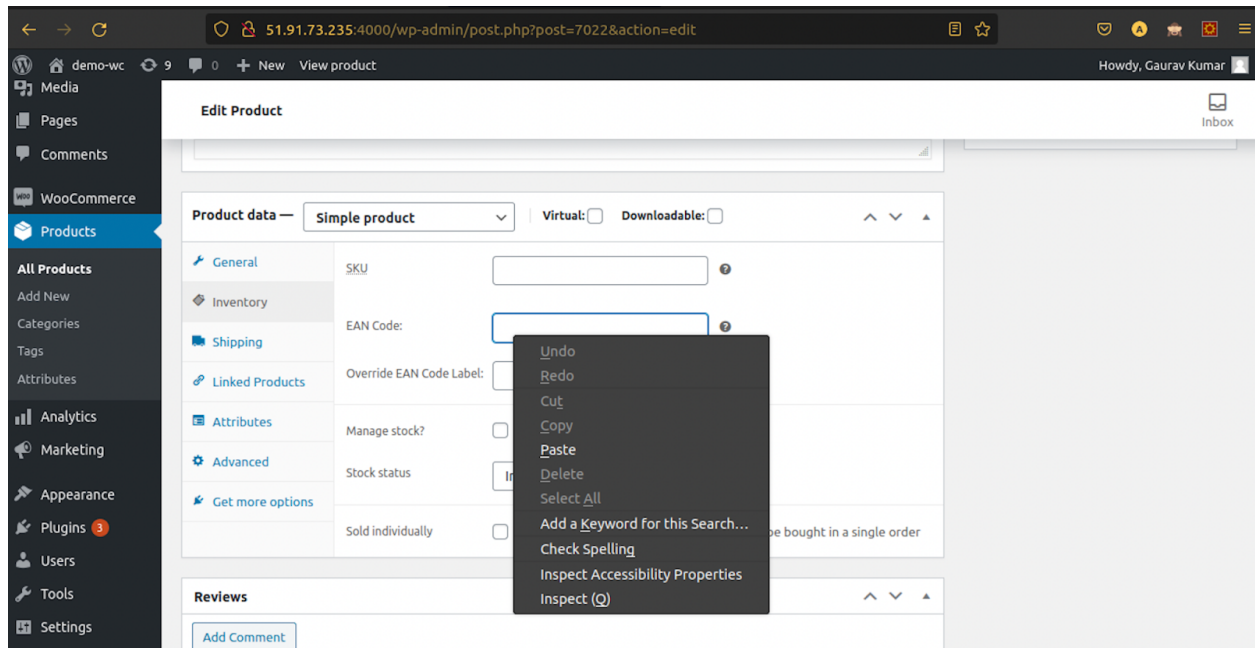 51.91.73.235:4000/wp-admin/post.php?post=7022&action=edit
A
demo-wc 9 0 + New View product Howdy, Gaurav Kumar
Media
Pages
Comments
WooCommerce
Products
All Products
Add New
Categories
Tags
Attributes
Analytics
Marketing
Appearance
Plugins 3
Users
Tools
Settings
Edit Product
Inbox
Product data — Simple product Virtual: Downloadable:
General
Inventory
Shipping
Linked Products
Attributes
Advanced
Get more options
SKU
EAN Code:
Override EAN Code Label:
Manage stock?
Stock status
Sold individually be bought in a single order
Undo
Redo
Cut
Copy
Paste
Delete
Select All
Add a Keyword for this Search...
Check Spelling
Inspect Accessibility Properties
Inspect (Q)
Reviews
Add Comment